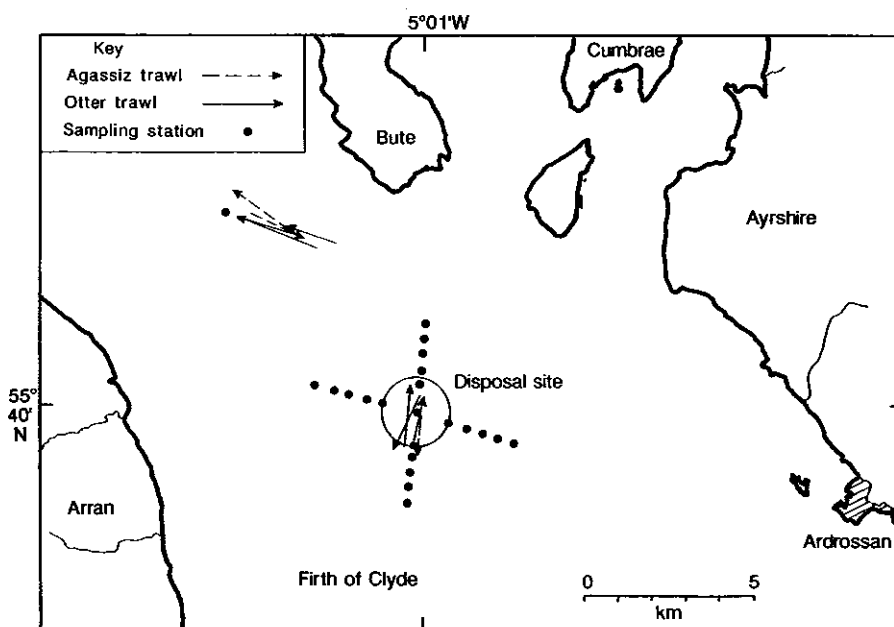 5°01'W
Key
Agassiz trawl
Otter trawl
Sampling station
Cumbrae
Bute
Ayrshire
Disposal site
55°
40'
N
Arran
Ardrossan
Firth of Clyde
0 5
km